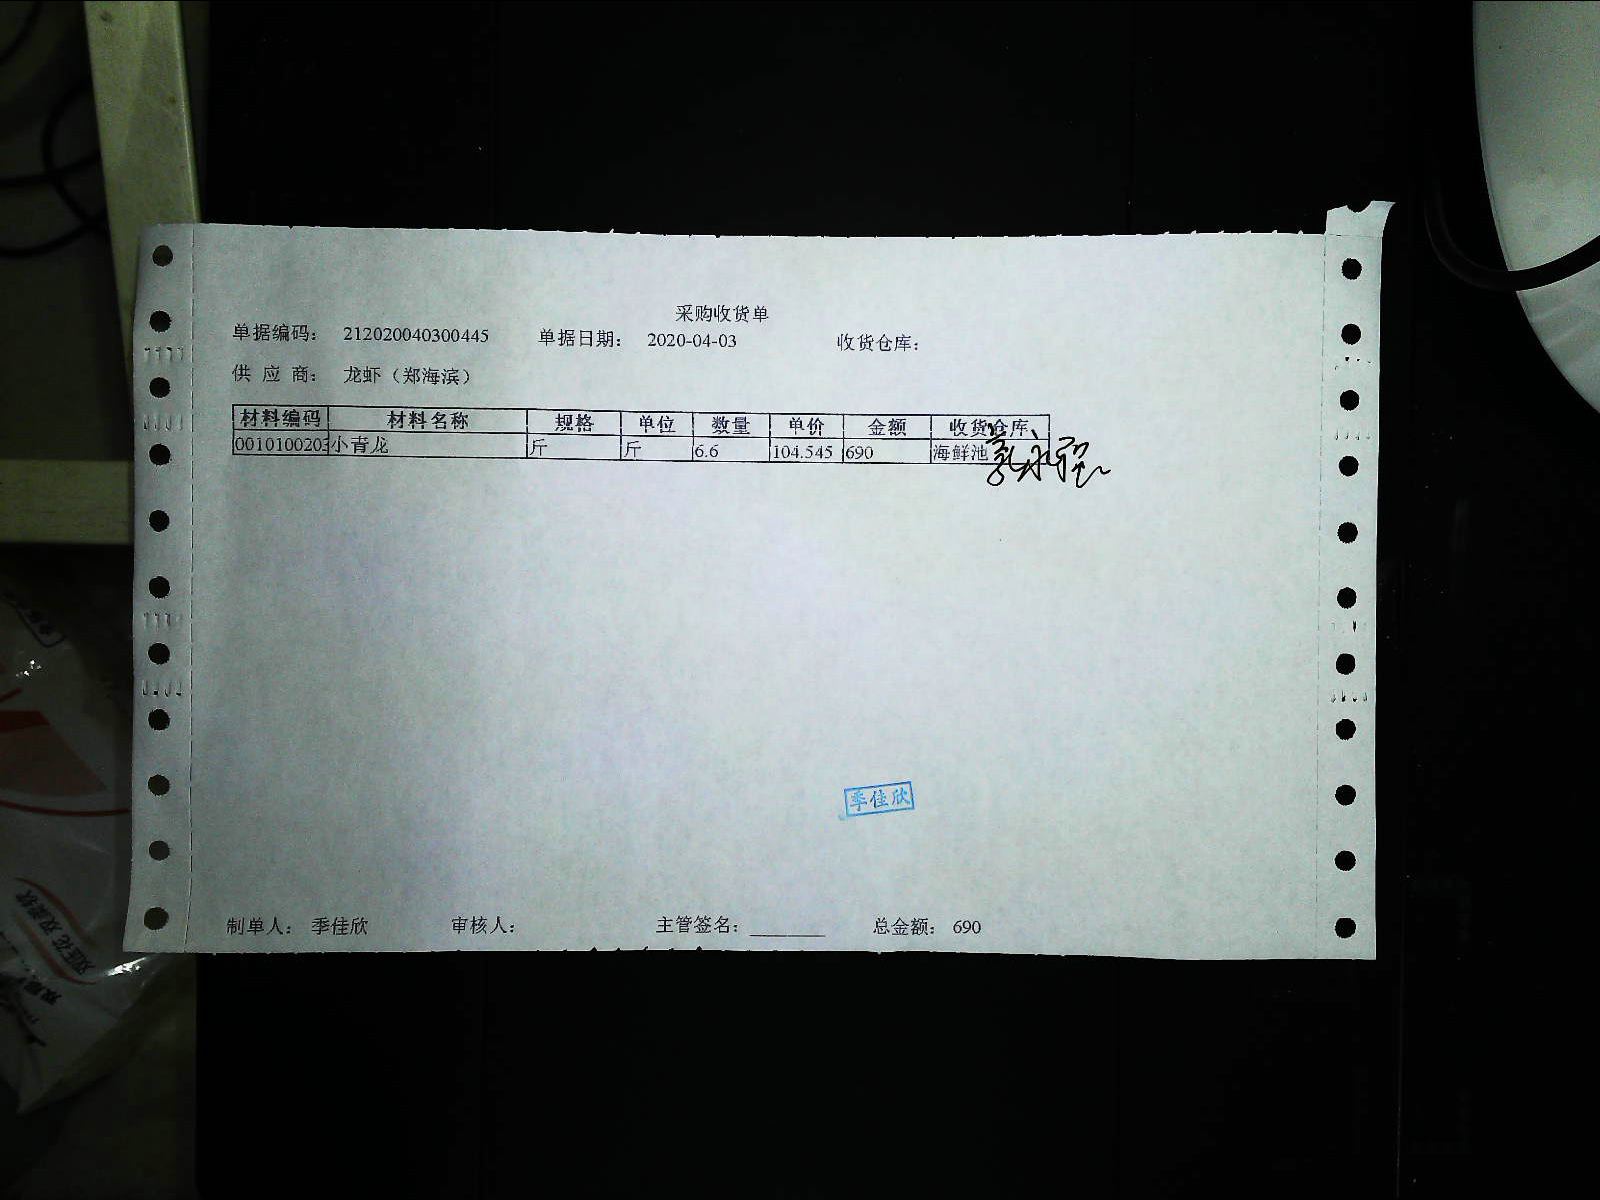 采购收货单
单据编码： 212020040300445 单据日期： 2020-04-03 收货仓库：
供 应 商： 龙虾（郑海滨）
材料编码 材料名称 规格 单位 数量 单价 金额 收货仓库
0010100203 小青龙 斤 斤 6.6 104.545 690 海鲜池
季佳欣
制单人： 季佳欣 审核人： 主管签名：______ 总金额： 690